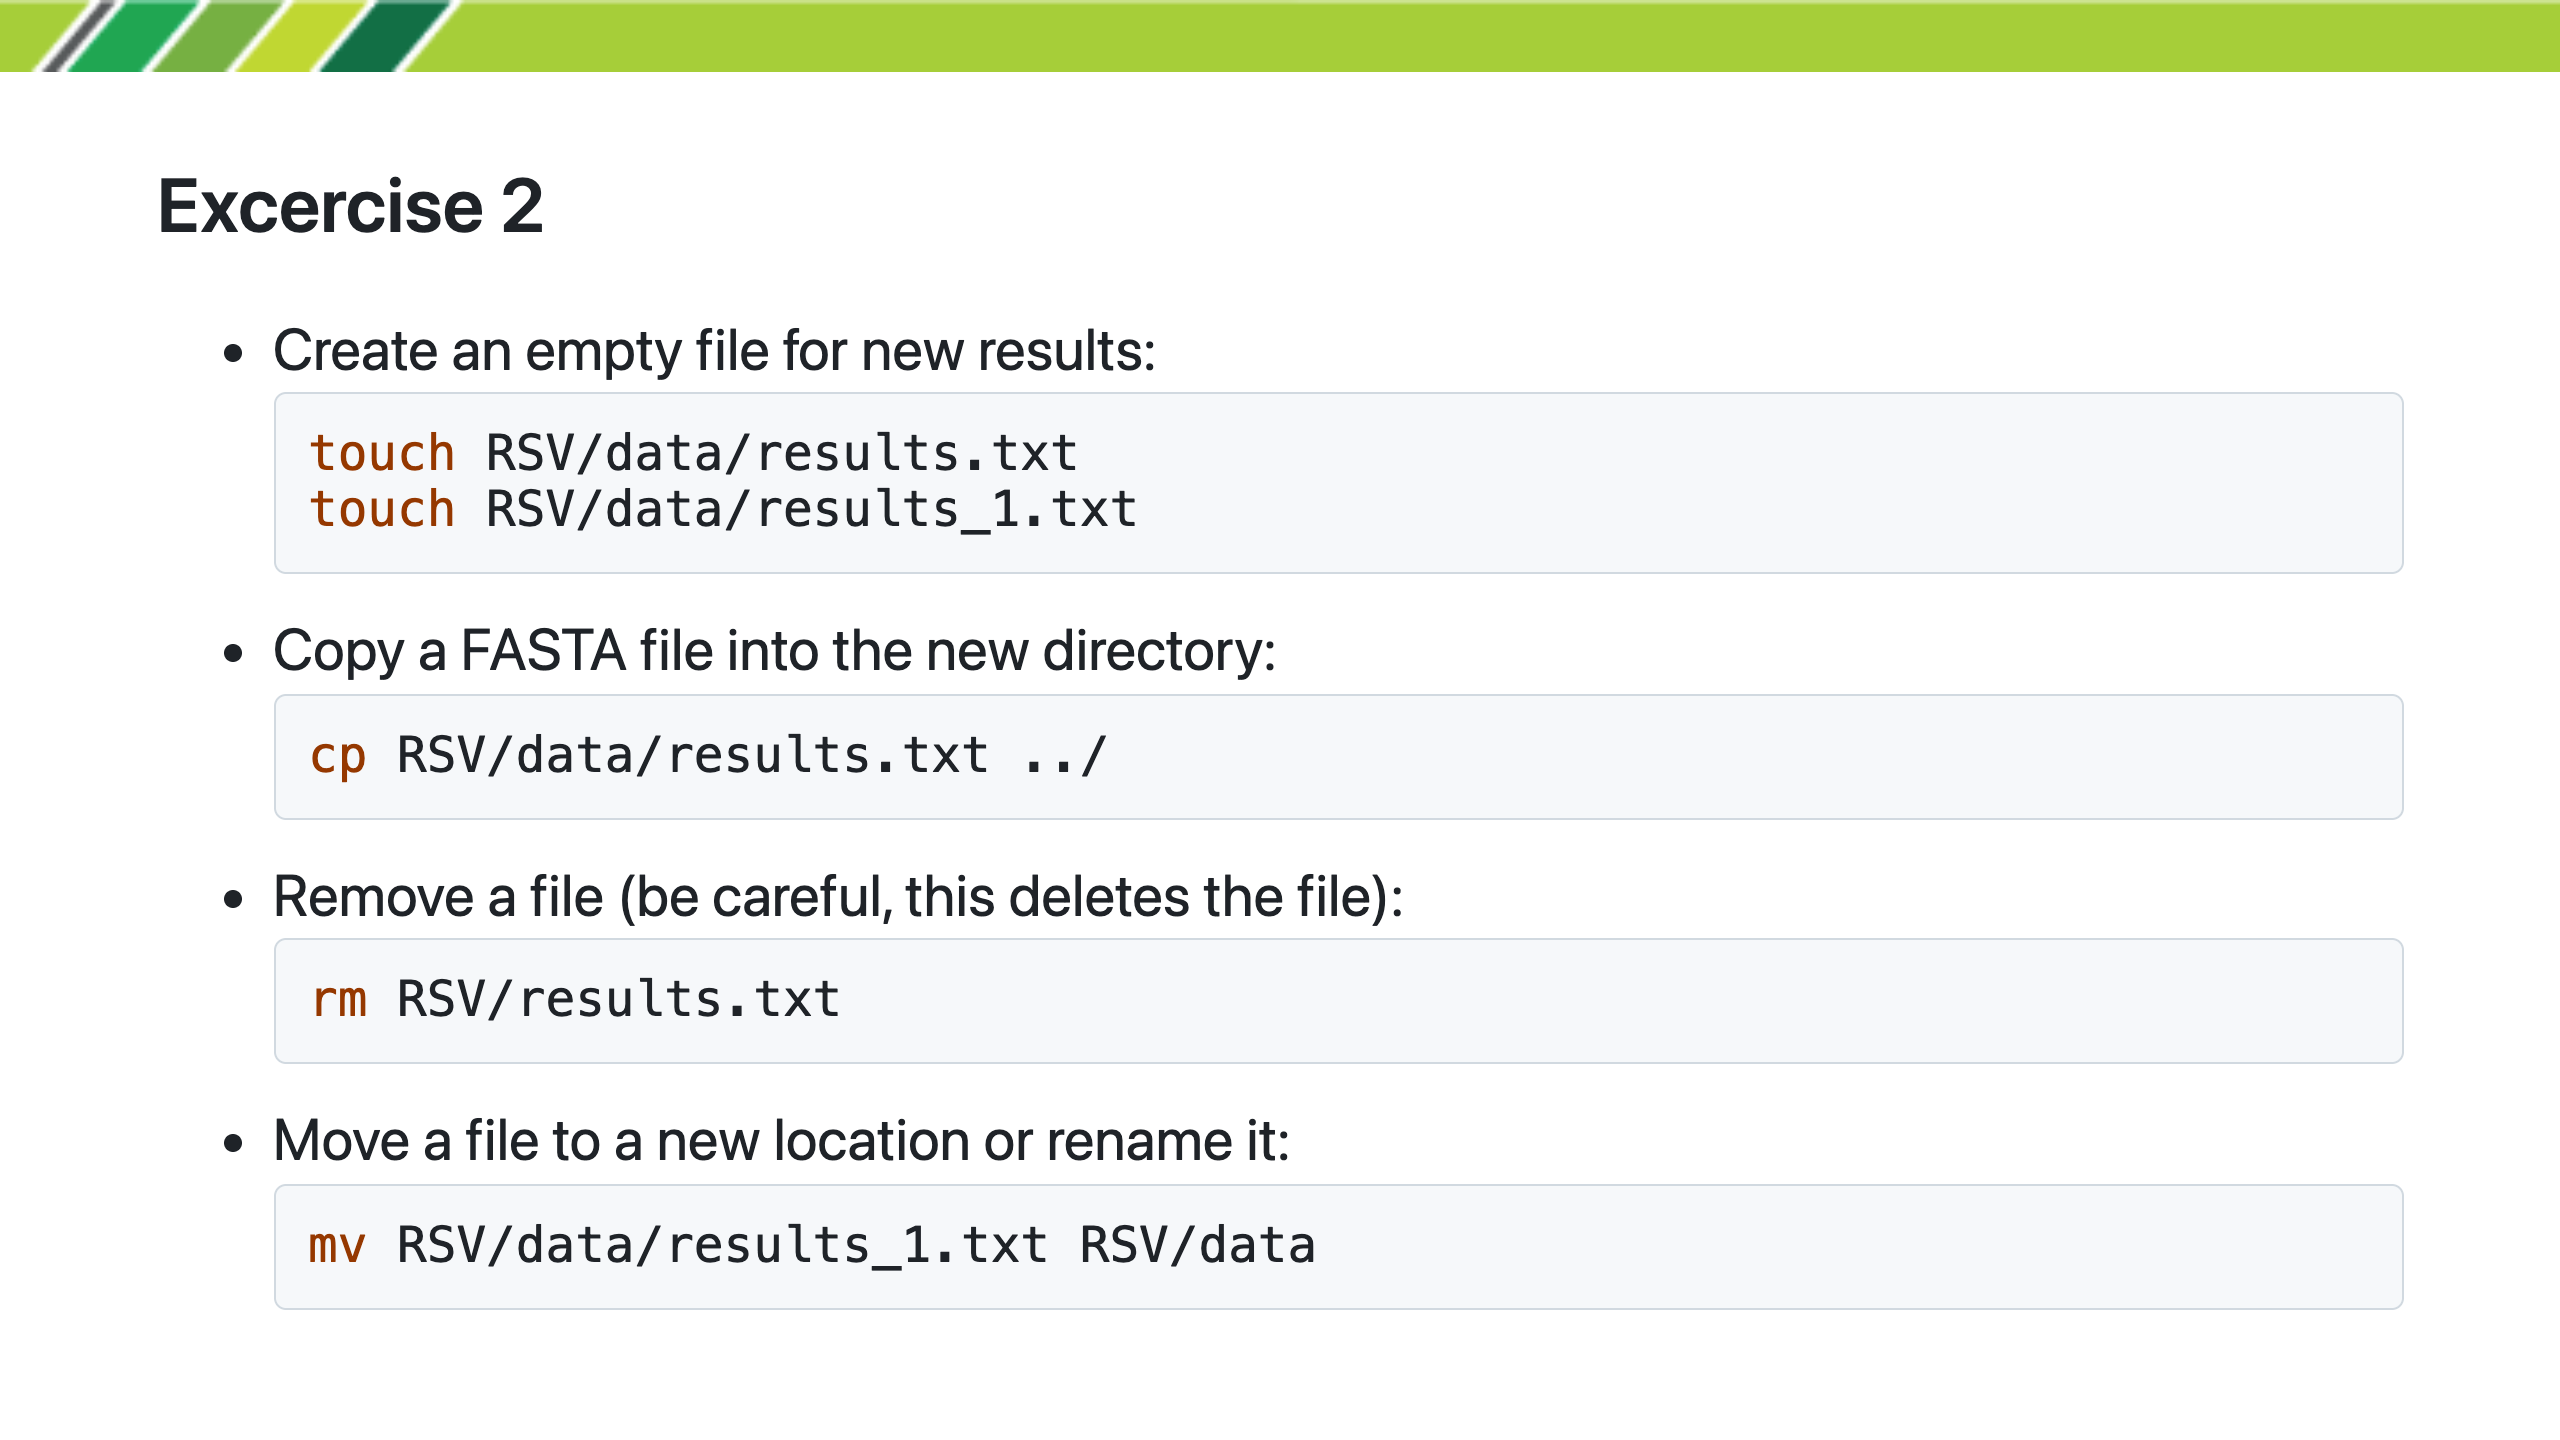 Excercise 2
• Create an empty file for new results:
touch RSV/data/results.txt
touch RSV/data/results_1.txt
• Copy a FASTA file into the new directory:
cp RSV/data/results.txt ../
• Remove a file (be careful, this deletes the file):
rm RSV/results.txt
• Move a file to a new location or rename it:
mv RSV/data/results_1.txt RSV/data